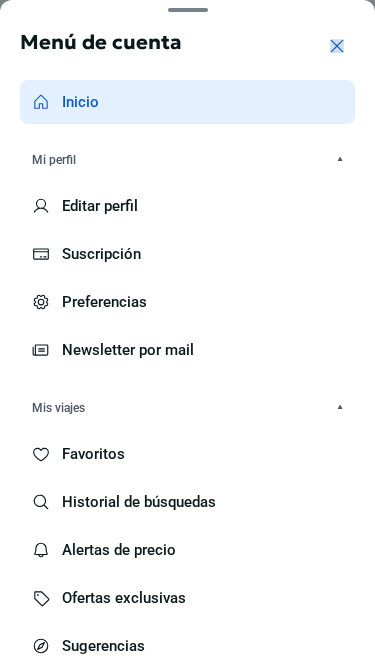 Menú de cuenta
Inicio
Mi perfil
Editar perfil
Suscripción
Preferencias
Newsletter por mail
Mis viajes
Favoritos
Historial de búsquedas
Alertas de precio
Ofertas exclusivas
Sugerencias